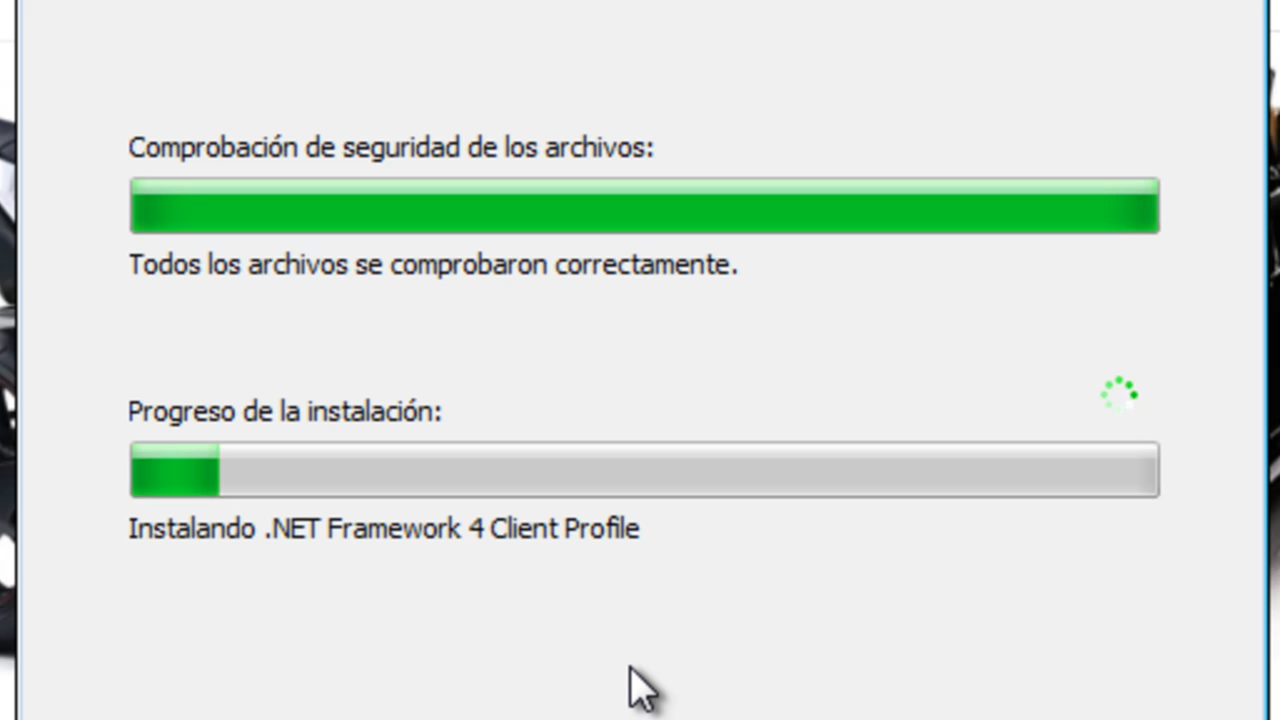 Comprobación de seguridad de los archivos:
Todos los archivos se comprobaron correctamente.
Progreso de la instalación:
Instalando .NET Framework 4 Client Profile